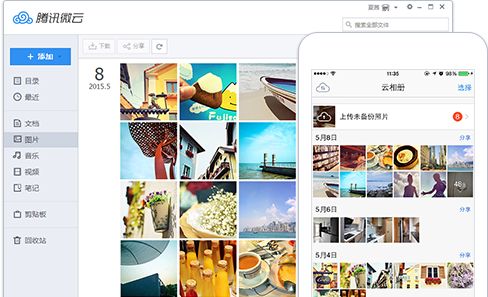 腾讯微云
搜索全部文件
+ 添加
下载
分享
目录
最近
文档
图片
音乐
视频
笔记
剪贴板
回收站
8
2015.5
11:35
云相册
选择
上传未备份照片
8
5月8日
分享
5月6日
分享
5月4日
分享